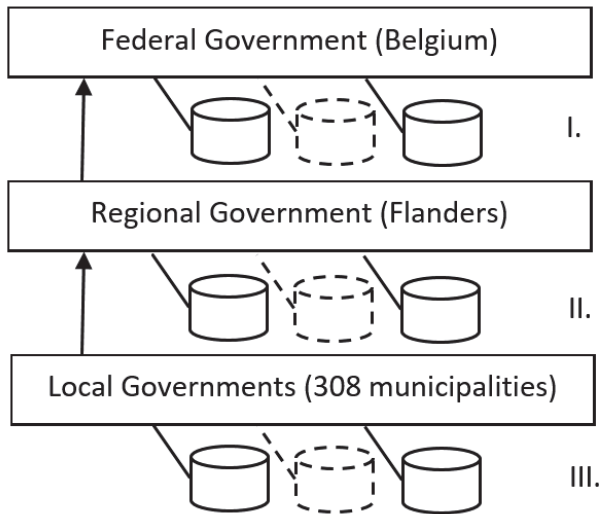 Federal Government (Belgium)
I.
Regional Government (Flanders)
II.
Local Governments (308 municipalities)
III.